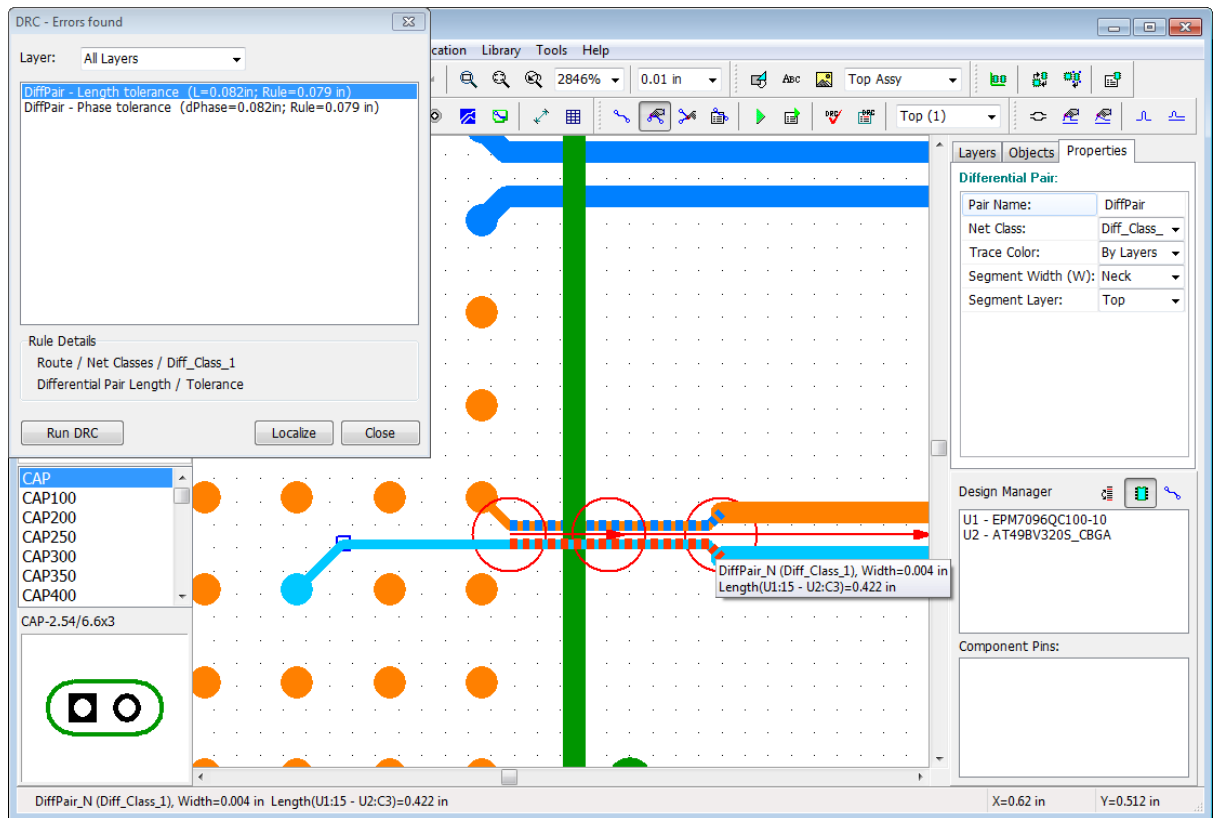 DRC - Errors found
Layer: All Layers
DiffPair - Length tolerance (L=0.082in; Rule=0.079 in)
DiffPair - Phase tolerance (dPhase=0.082in; Rule=0.079 in)
Rule Details
Route / Net Classes / Diff_Class_1
Differential Pair Length / Tolerance
Run DRC Localize Close
Library Tools Help
2846% 0.01 in ABC Top Assy
DRC Top (1)
Layers Objects Properties
Differential Pair:
Pair Name: DiffPair
Net Class: Diff_Class_
Trace Color: By Layers
Segment Width (W): Neck
Segment Layer: Top
CAP
CAP100
CAP200
CAP250
CAP300
CAP350
CAP400
CAP-2.54/6.6x3
DiffPair_N (Diff_Class_1), Width=0.004 in
Length(U1:15 - U2:C3)=0.422 in
Design Manager
U1 - EPM7096QC100-10
U2 - AT49BV320S_CBGA
Component Pins:
DiffPair_N (Diff_Class_1), Width=0.004 in Length(U1:15 - U2:C3)=0.422 in
X=0.62 in Y=0.512 in